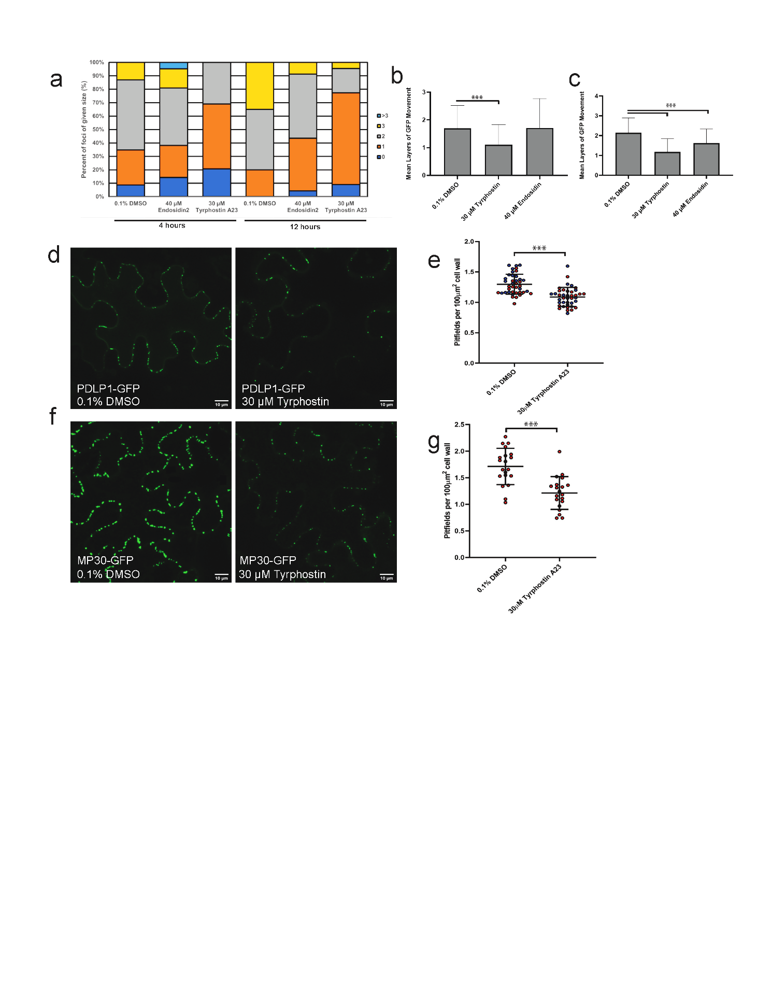 a
Percent of foci of given size (%)
100%
90%
80%
70%
60%
50%
40%
30%
20%
10%
0%
0.1% DMSO
40 µM
Endosidin2
30 µM
Tyrphostin A23
0.1% DMSO
40 µM
Endosidin2
30 µM
Tyrphostin A23
4 hours
12 hours
>3
3
2
1
0
b
Mean Layers of GFP Movement
3
2
1
0
***
0.1% DMSO
30 µM Tyrphostin
40 µM Endosidin
c
Mean Layers of GFP Movement
4
3
2
1
0
***
0.1% DMSO
30 µM Tyrphostin
40 µM Endosidin
d
PDLP1-GFP
0.1% DMSO
10 µm
PDLP1-GFP
30 µM Tyrphostin
10 µm
e
Pitfields per 100µm² cell wall
2.0
1.5
1.0
0.5
0.0
***
0.1% DMSO
30µM Tyrphostin A23
f
MP30-GFP
0.1% DMSO
10 µm
MP30-GFP
30 µM Tyrphostin
10 µm
g
Pitfields per 100µm² cell wall
2.5
2.0
1.5
1.0
0.5
0.0
***
0.1% DMSO
30µM Tyrphostin A23